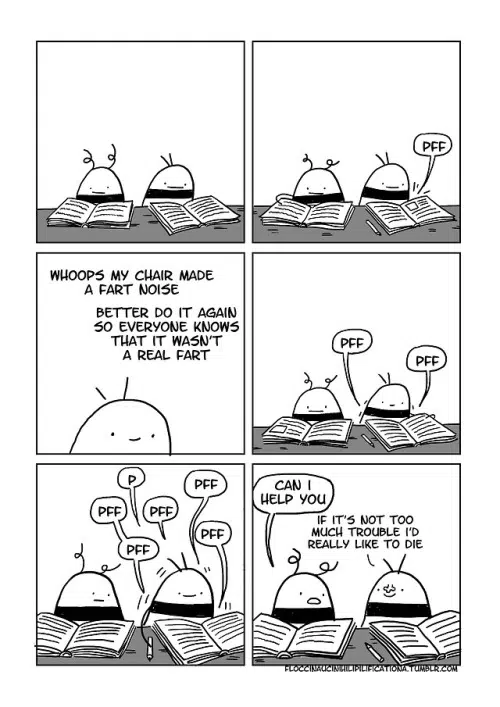 PFF
WHOOPS MY CHAIR MADE
A FART NOISE
BETTER DO IT AGAIN
SO EVERYONE KNOWS
THAT IT WASN'T
A REAL FART
PFF
PFF
P
PFF
PFF
PFF
PFF
PFF
CAN I
HELP YOU
IF IT'S NOT TOO
MUCH TROUBLE I'D
REALLY LIKE TO DIE
FLOCCINAUCINIHILIPILIFICATIONA.TUMBLR.COM